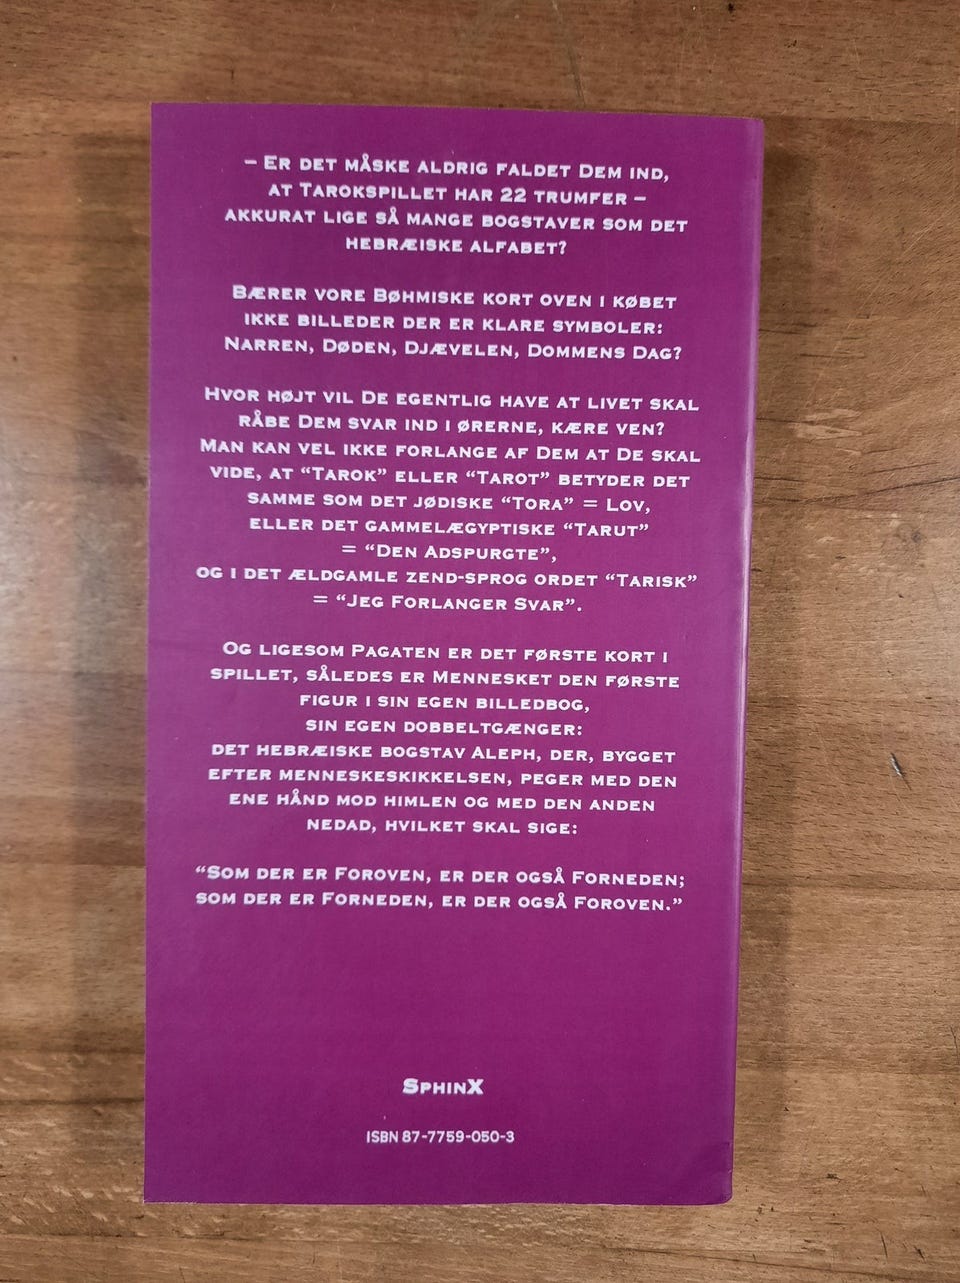 – Er det måske aldrig faldet Dem ind,
at Tarokspillet har 22 trumfer –
akkurat lige så mange bogstaver som det
hebræiske alfabet?
Bærer vore Bøhmiske kort oven i købet
ikke billeder der er klare symboler:
Narren, Døden, Djævelen, Dommens Dag?
Hvor højt vil De egentlig have at livet skal
råbe Dem svar ind i ørerne, kære ven?
Man kan vel ikke forlange af Dem at De skal
vide, at “Tarok” eller “Tarot” betyder det
samme som det jødiske “Tora” = Lov,
eller det gammelægyptiske “Tarut”
= “Den Adspurgte”,
og i det ældgamle zend-sprog ordet “Tarisk”
= “Jeg Forlanger Svar”.
Og ligesom Pagaten er det første kort i
spillet, således er Mennesket den første
figur i sin egen billedbog,
sin egen dobbeltgænger:
det hebræiske bogstav Aleph, der, bygget
efter menneskeskikkelsen, peger med den
ene hånd mod himlen og med den anden
nedad, hvilket skal sige:
“Som der er Foroven, er der også Forneden;
som der er Forneden, er der også Foroven.”
SphinX
ISBN 87-7759-050-3